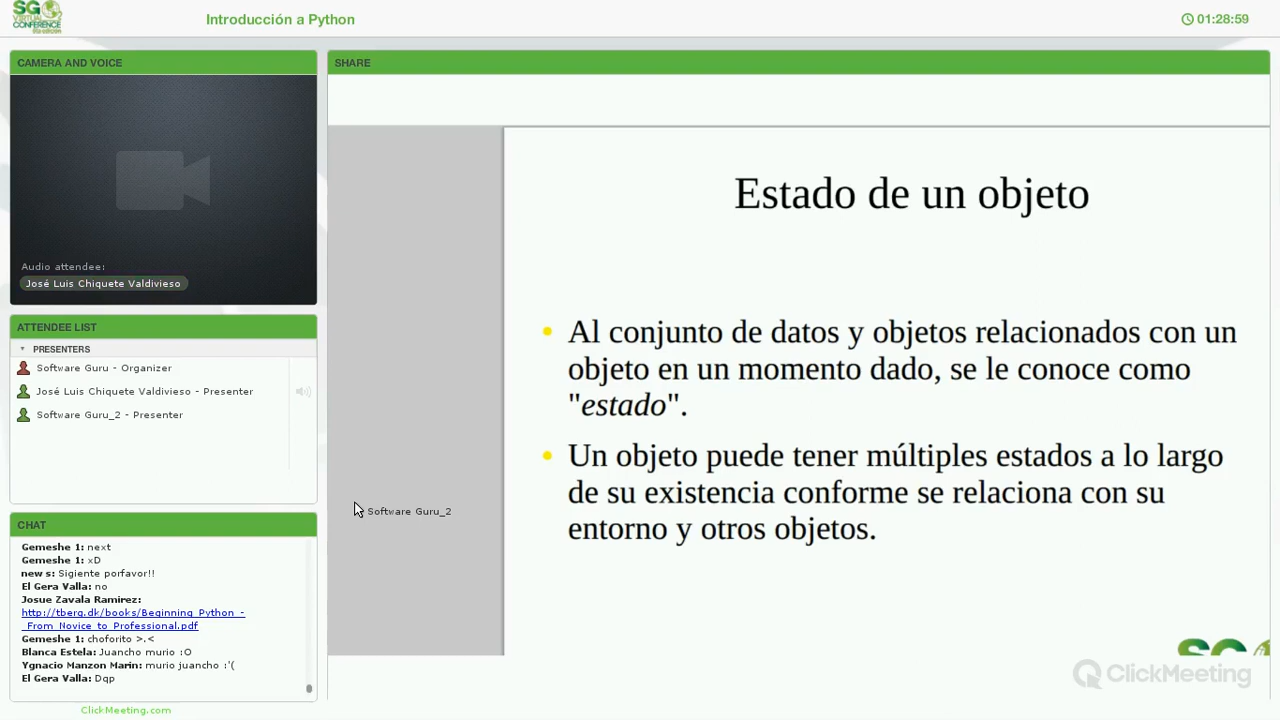 SG
VIRTUAL
CONFERENCE
Introducción a Python
01:28:59
CAMERA AND VOICE
Audio attendee:
José Luis Chiquete Valdivieso
ATTENDEE LIST
PRESENTERS
Software Guru - Organizer
José Luis Chiquete Valdivieso - Presenter
Software Guru_2 - Presenter
CHAT
Gemeshe 1: next
Gemeshe 1: xD
new s: Sigiente porfavor!!
El Gera Valla: no
Josue Zavala Ramirez:
http://tberg.dk/books/Beginning_Python_-
_From_Novice_to_Professional.pdf
Gemeshe 1: choforito >.<
Blanca Estela: Juancho murio :O
Ygnacio Manzon Marin: murio juancho :'(
El Gera Valla: Dqp
ClickMeeting.com
SHARE
Estado de un objeto
• Al conjunto de datos y objetos relacionados con un
objeto en un momento dado, se le conoce como
"estado".
• Un objeto puede tener múltiples estados a lo largo
de su existencia conforme se relaciona con su
entorno y otros objetos.
Software Guru_2
SG
ClickMeeting